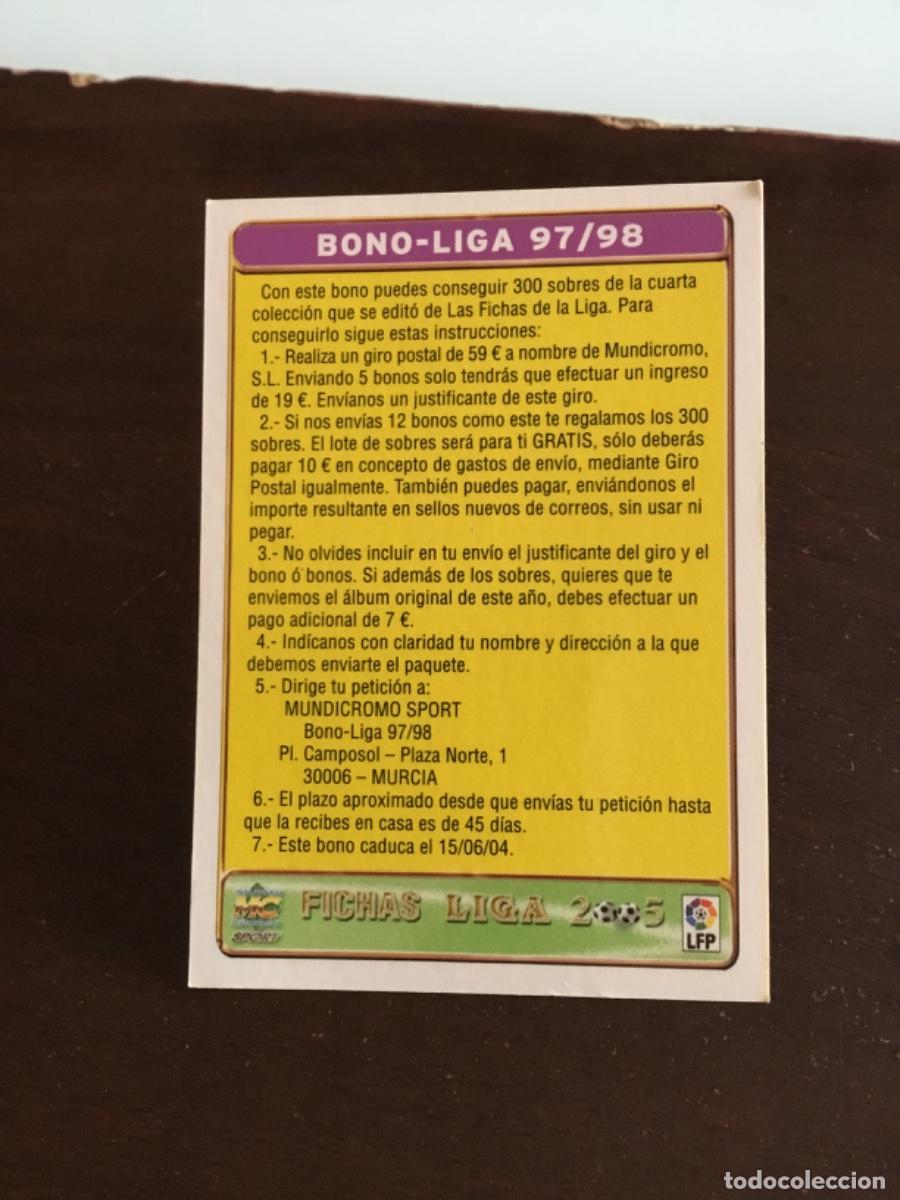 BONO-LIGA 97/98
Con este bono puedes conseguir 300 sobres de la cuarta
colección que se editó de Las Fichas de la Liga. Para
conseguirlo sigue estas instrucciones:
1.- Realiza un giro postal de 59 € a nombre de Mundicromo,
S.L. Enviando 5 bonos solo tendrás que efectuar un ingreso
de 19 €. Envíanos un justificante de este giro.
2.- Si nos envías 12 bonos como este te regalamos los 300
sobres. El lote de sobres será para ti GRATIS, sólo deberás
pagar 10 € en concepto de gastos de envío, mediante Giro
Postal igualmente. También puedes pagar, enviándonos el
importe resultante en sellos nuevos de correos, sin usar ni
pegar.
3.- No olvides incluir en tu envío el justificante del giro y el
bono ó bonos. Si además de los sobres, quieres que te
enviemos el álbum original de este año, debes efectuar un
pago adicional de 7 €.
4.- Indícanos con claridad tu nombre y dirección a la que
debemos enviarte el paquete.
5.- Dirige tu petición a:
MUNDICROMO SPORT
Bono-Liga 97/98
Pl. Camposol – Plaza Norte, 1
30006 – MURCIA
6.- El plazo aproximado desde que envías tu petición hasta
que la recibes en casa es de 45 días.
7.- Este bono caduca el 15/06/04.
MC SPORT FICHAS LIGA 2005 LFP
todocoleccion